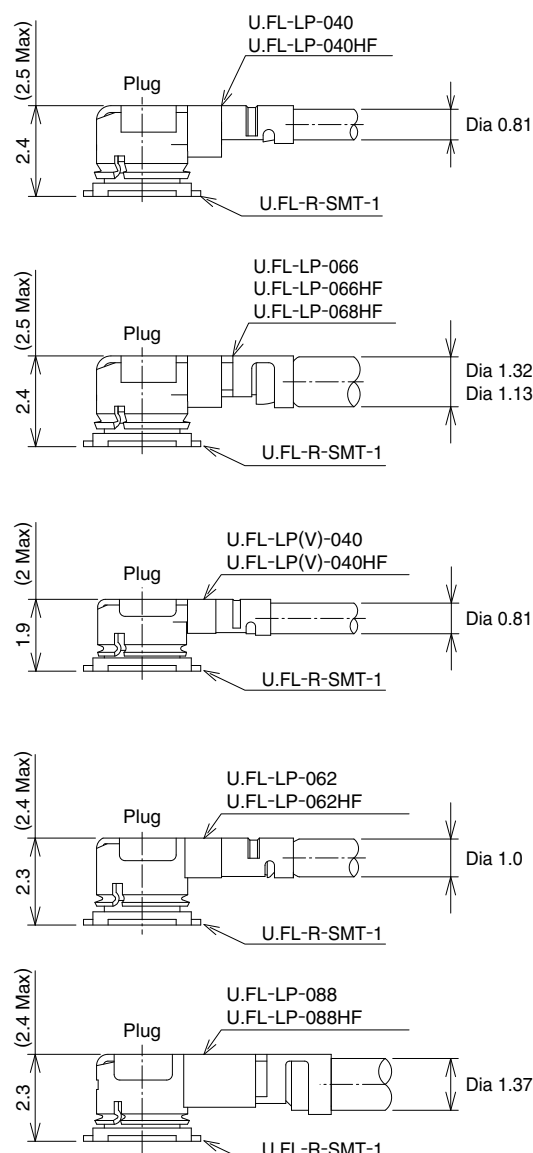 U.FL-LP-040
U.FL-LP-040HF
(2.5 Max)
Plug
2.4
Dia 0.81
U.FL-R-SMT-1
U.FL-LP-066
U.FL-LP-066HF
U.FL-LP-068HF
(2.5 Max)
Plug
2.4
Dia 1.32
Dia 1.13
U.FL-R-SMT-1
U.FL-LP(V)-040
U.FL-LP(V)-040HF
(2 Max)
Plug
1.9
Dia 0.81
U.FL-R-SMT-1
U.FL-LP-062
U.FL-LP-062HF
(2.4 Max)
Plug
2.3
Dia 1.0
U.FL-R-SMT-1
U.FL-LP-088
U.FL-LP-088HF
(2.4 Max)
Plug
2.3
Dia 1.37
U.FL-R-SMT-1